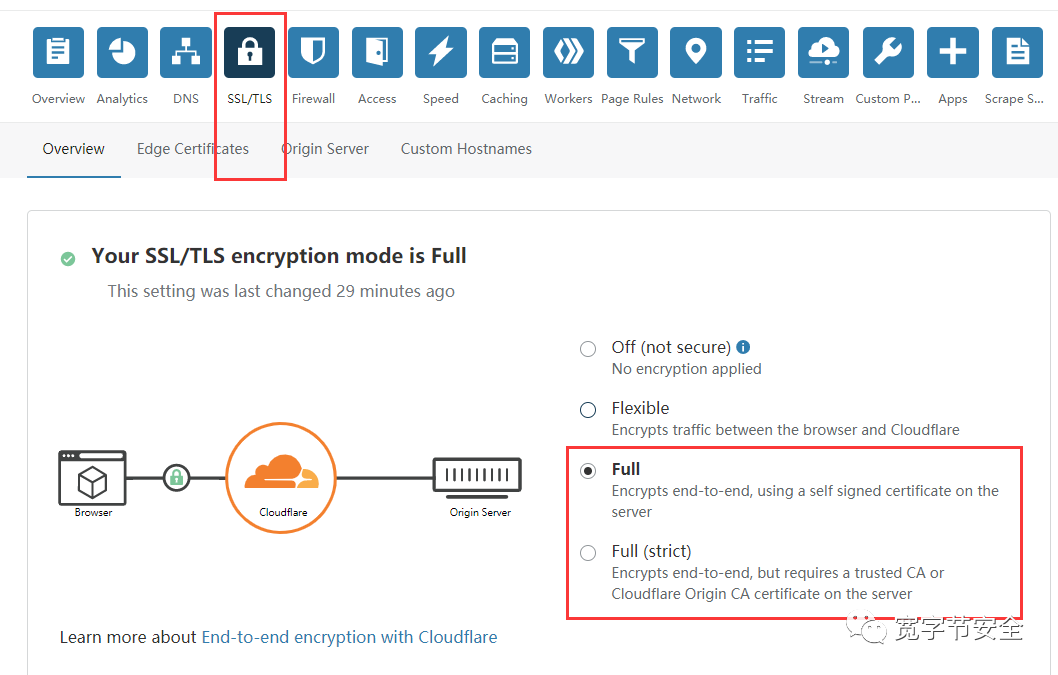 Overview Analytics DNS SSL/TLS Firewall Access Speed Caching Workers Page Rules Network Traffic Stream Custom P... Apps Scrape S...
Overview Edge Certificates Origin Server Custom Hostnames
Your SSL/TLS encryption mode is Full
This setting was last changed 29 minutes ago
Off (not secure)
No encryption applied
Flexible
Encrypts traffic between the browser and Cloudflare
Full
Encrypts end-to-end, using a self signed certificate on the
server
Full (strict)
Encrypts end-to-end, but requires a trusted CA or
Cloudflare Origin CA certificate on the server
Browser Cloudflare Origin Server
Learn more about End-to-end encryption with Cloudflare
宽字节安全